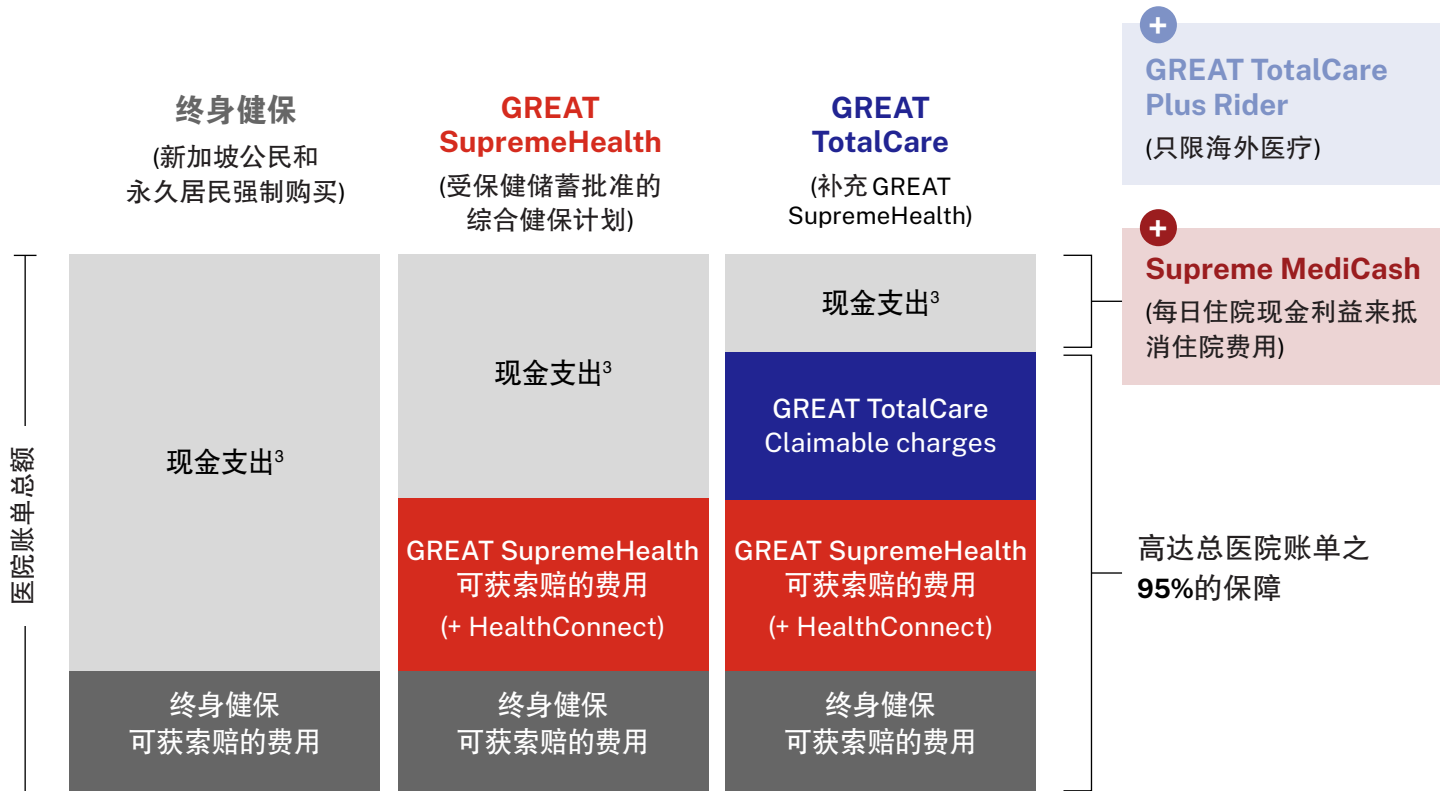 终身健保
(新加坡公民和
永久居民强制购买)
GREAT
SupremeHealth
(受保健储蓄批准的
综合健保计划)
GREAT
TotalCare
(补充 GREAT
SupremeHealth)
GREAT TotalCare
Plus Rider
(只限海外医疗)
Supreme MediCash
(每日住院现金利益来抵
消住院费用)
医院账单总额
现金支出³
终身健保
可获索赔的费用
现金支出³
GREAT SupremeHealth
可获索赔的费用
(+ HealthConnect)
终身健保
可获索赔的费用
现金支出³
GREAT TotalCare
Claimable charges
GREAT SupremeHealth
可获索赔的费用
(+ HealthConnect)
终身健保
可获索赔的费用
高达总医院账单之
95%的保障